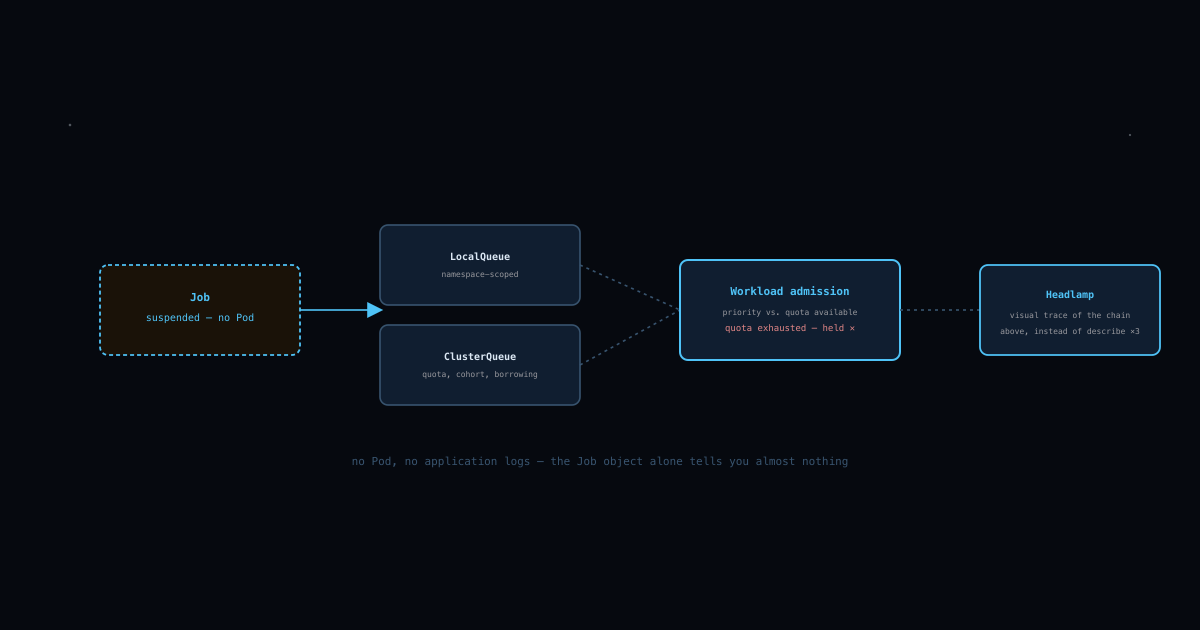 Job
suspended — no Pod
LocalQueue
namespace-scoped
ClusterQueue
quota, cohort, borrowing
Workload admission
priority vs. quota available
quota exhausted — held ×
Headlamp
visual trace of the chain
above, instead of describe ×3
no Pod, no application logs — the Job object alone tells you almost nothing